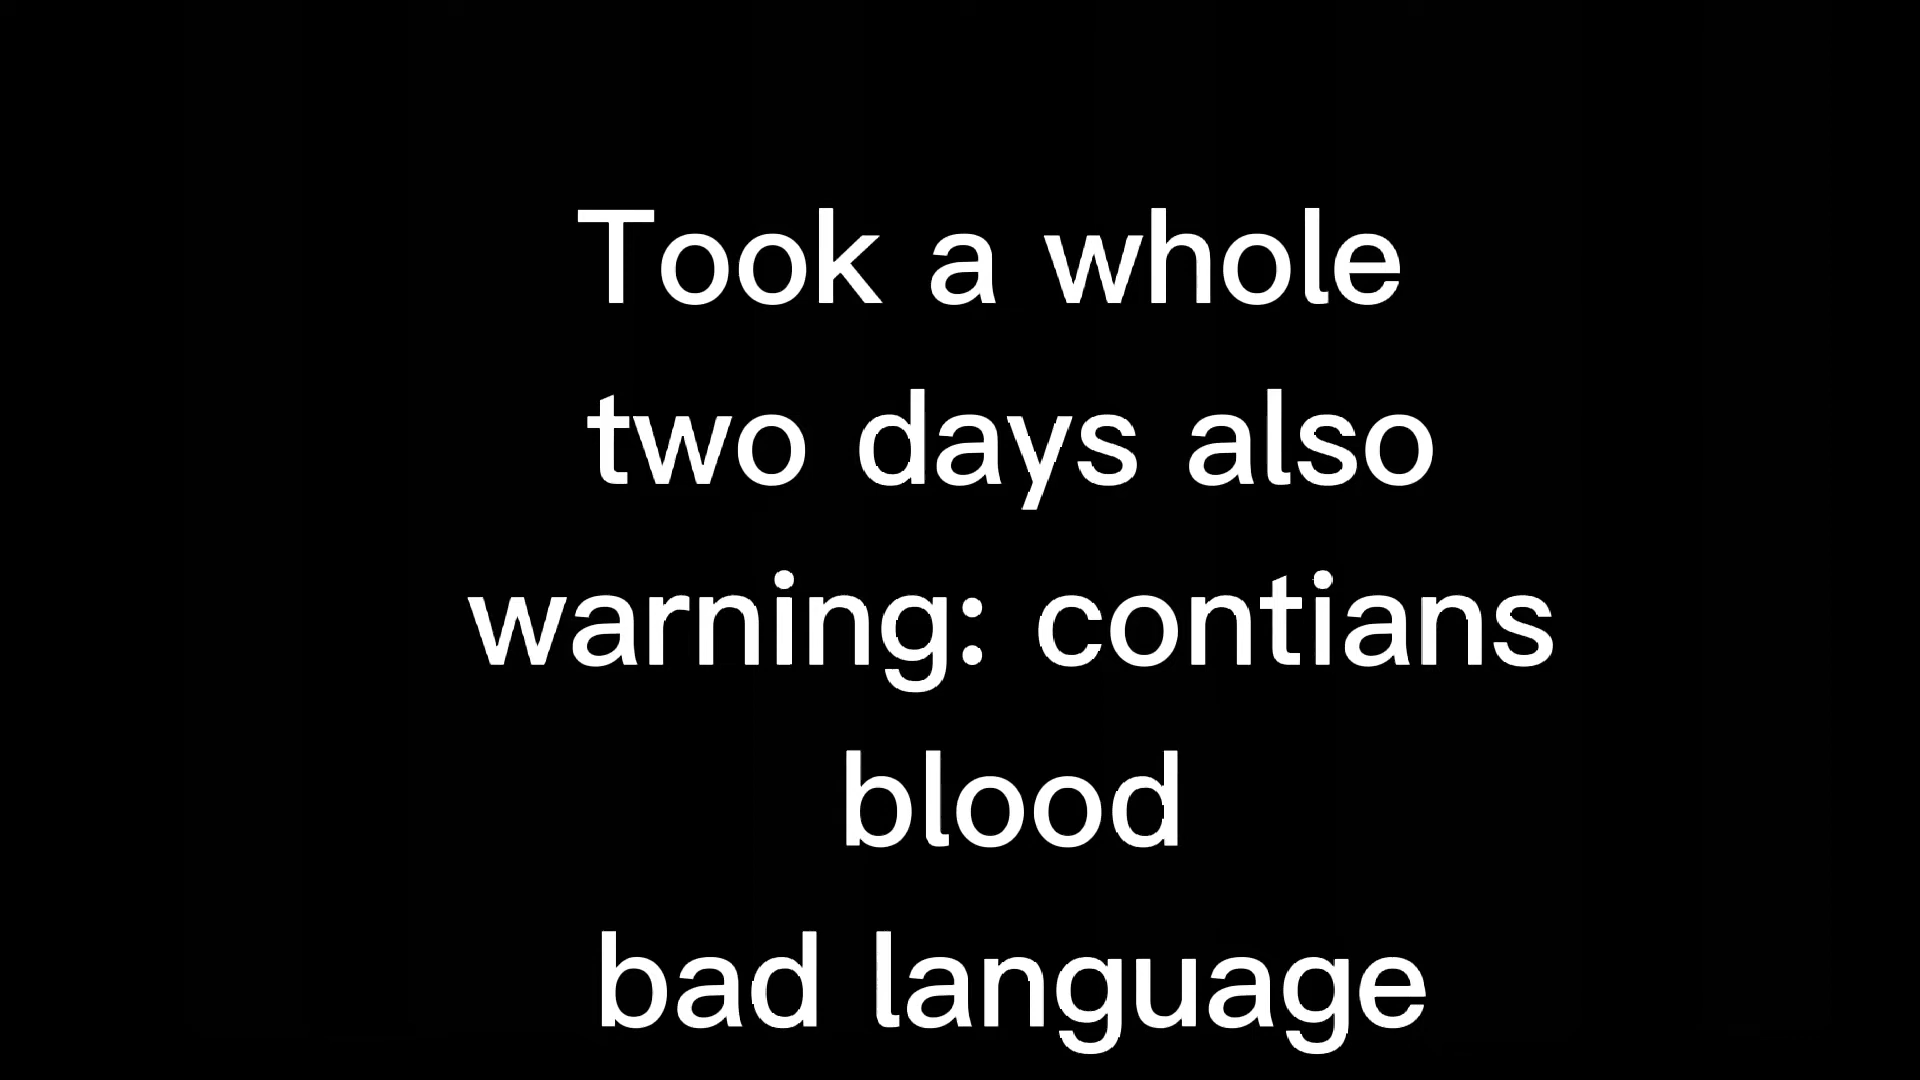 Took a whole
two days also
warning: contians
blood
bad language